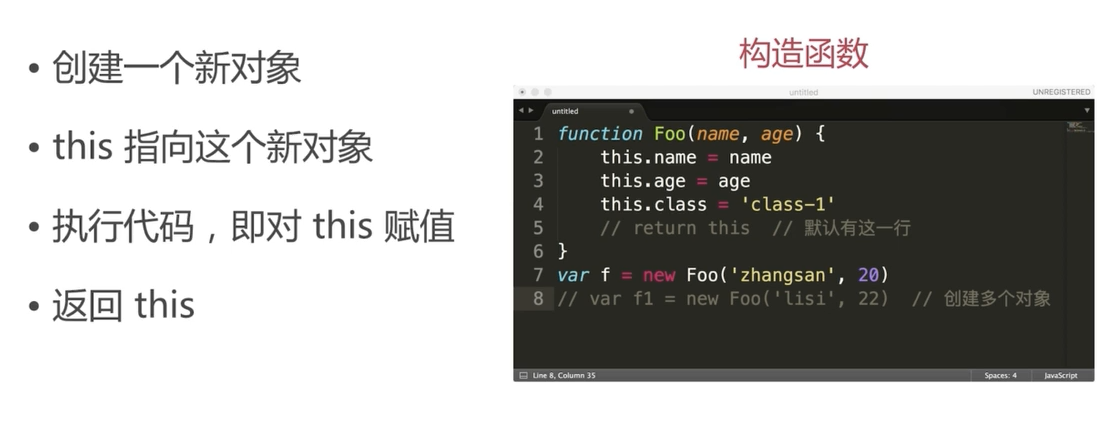 • 创建一个新对象
• this 指向这个新对象
• 执行代码，即对 this 赋值
• 返回 this
构造函数
untitled
UNREGISTERED
untitled
1 function Foo(name, age) {
2     this.name = name
3     this.age = age
4     this.class = 'class-1'
5     // return this  // 默认有这一行
6 }
7 var f = new Foo('zhangsan', 20)
8 // var f1 = new Foo('lisi', 22)  // 创建多个对象
Line 8, Column 35
Spaces: 4
JavaScript